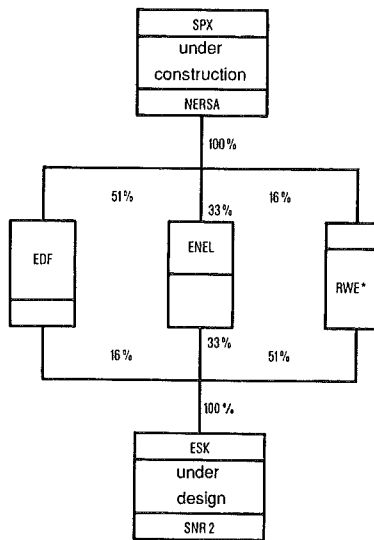 SPX
under
construction
NERSA
100%
51%
33%
16%
EDF
ENEL
RWE*
16%
33%
51%
100%
ESK
under
design
SNR 2